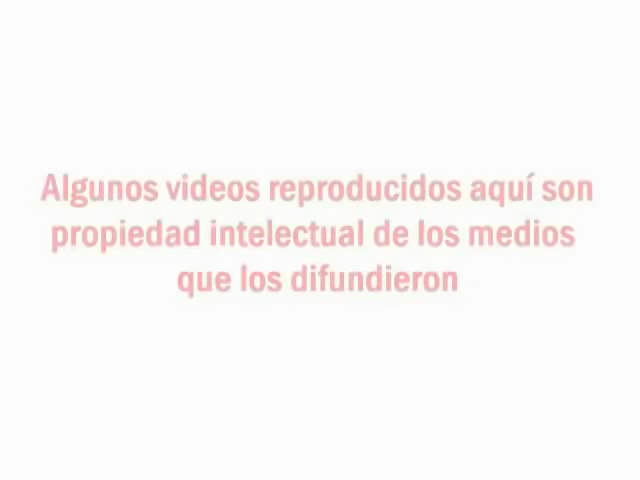 Algunos videos reproducidos aquí son
propiedad intelectual de los medios
que los difundieron